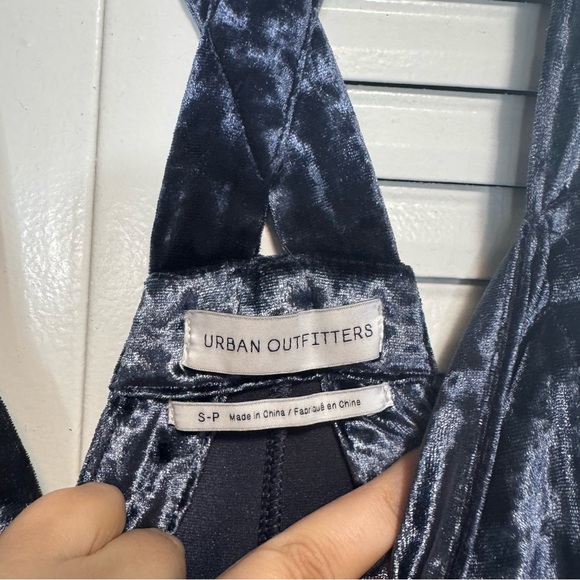 URBAN OUTFITTERS
S-P Made in China / Fabriqué en Chine